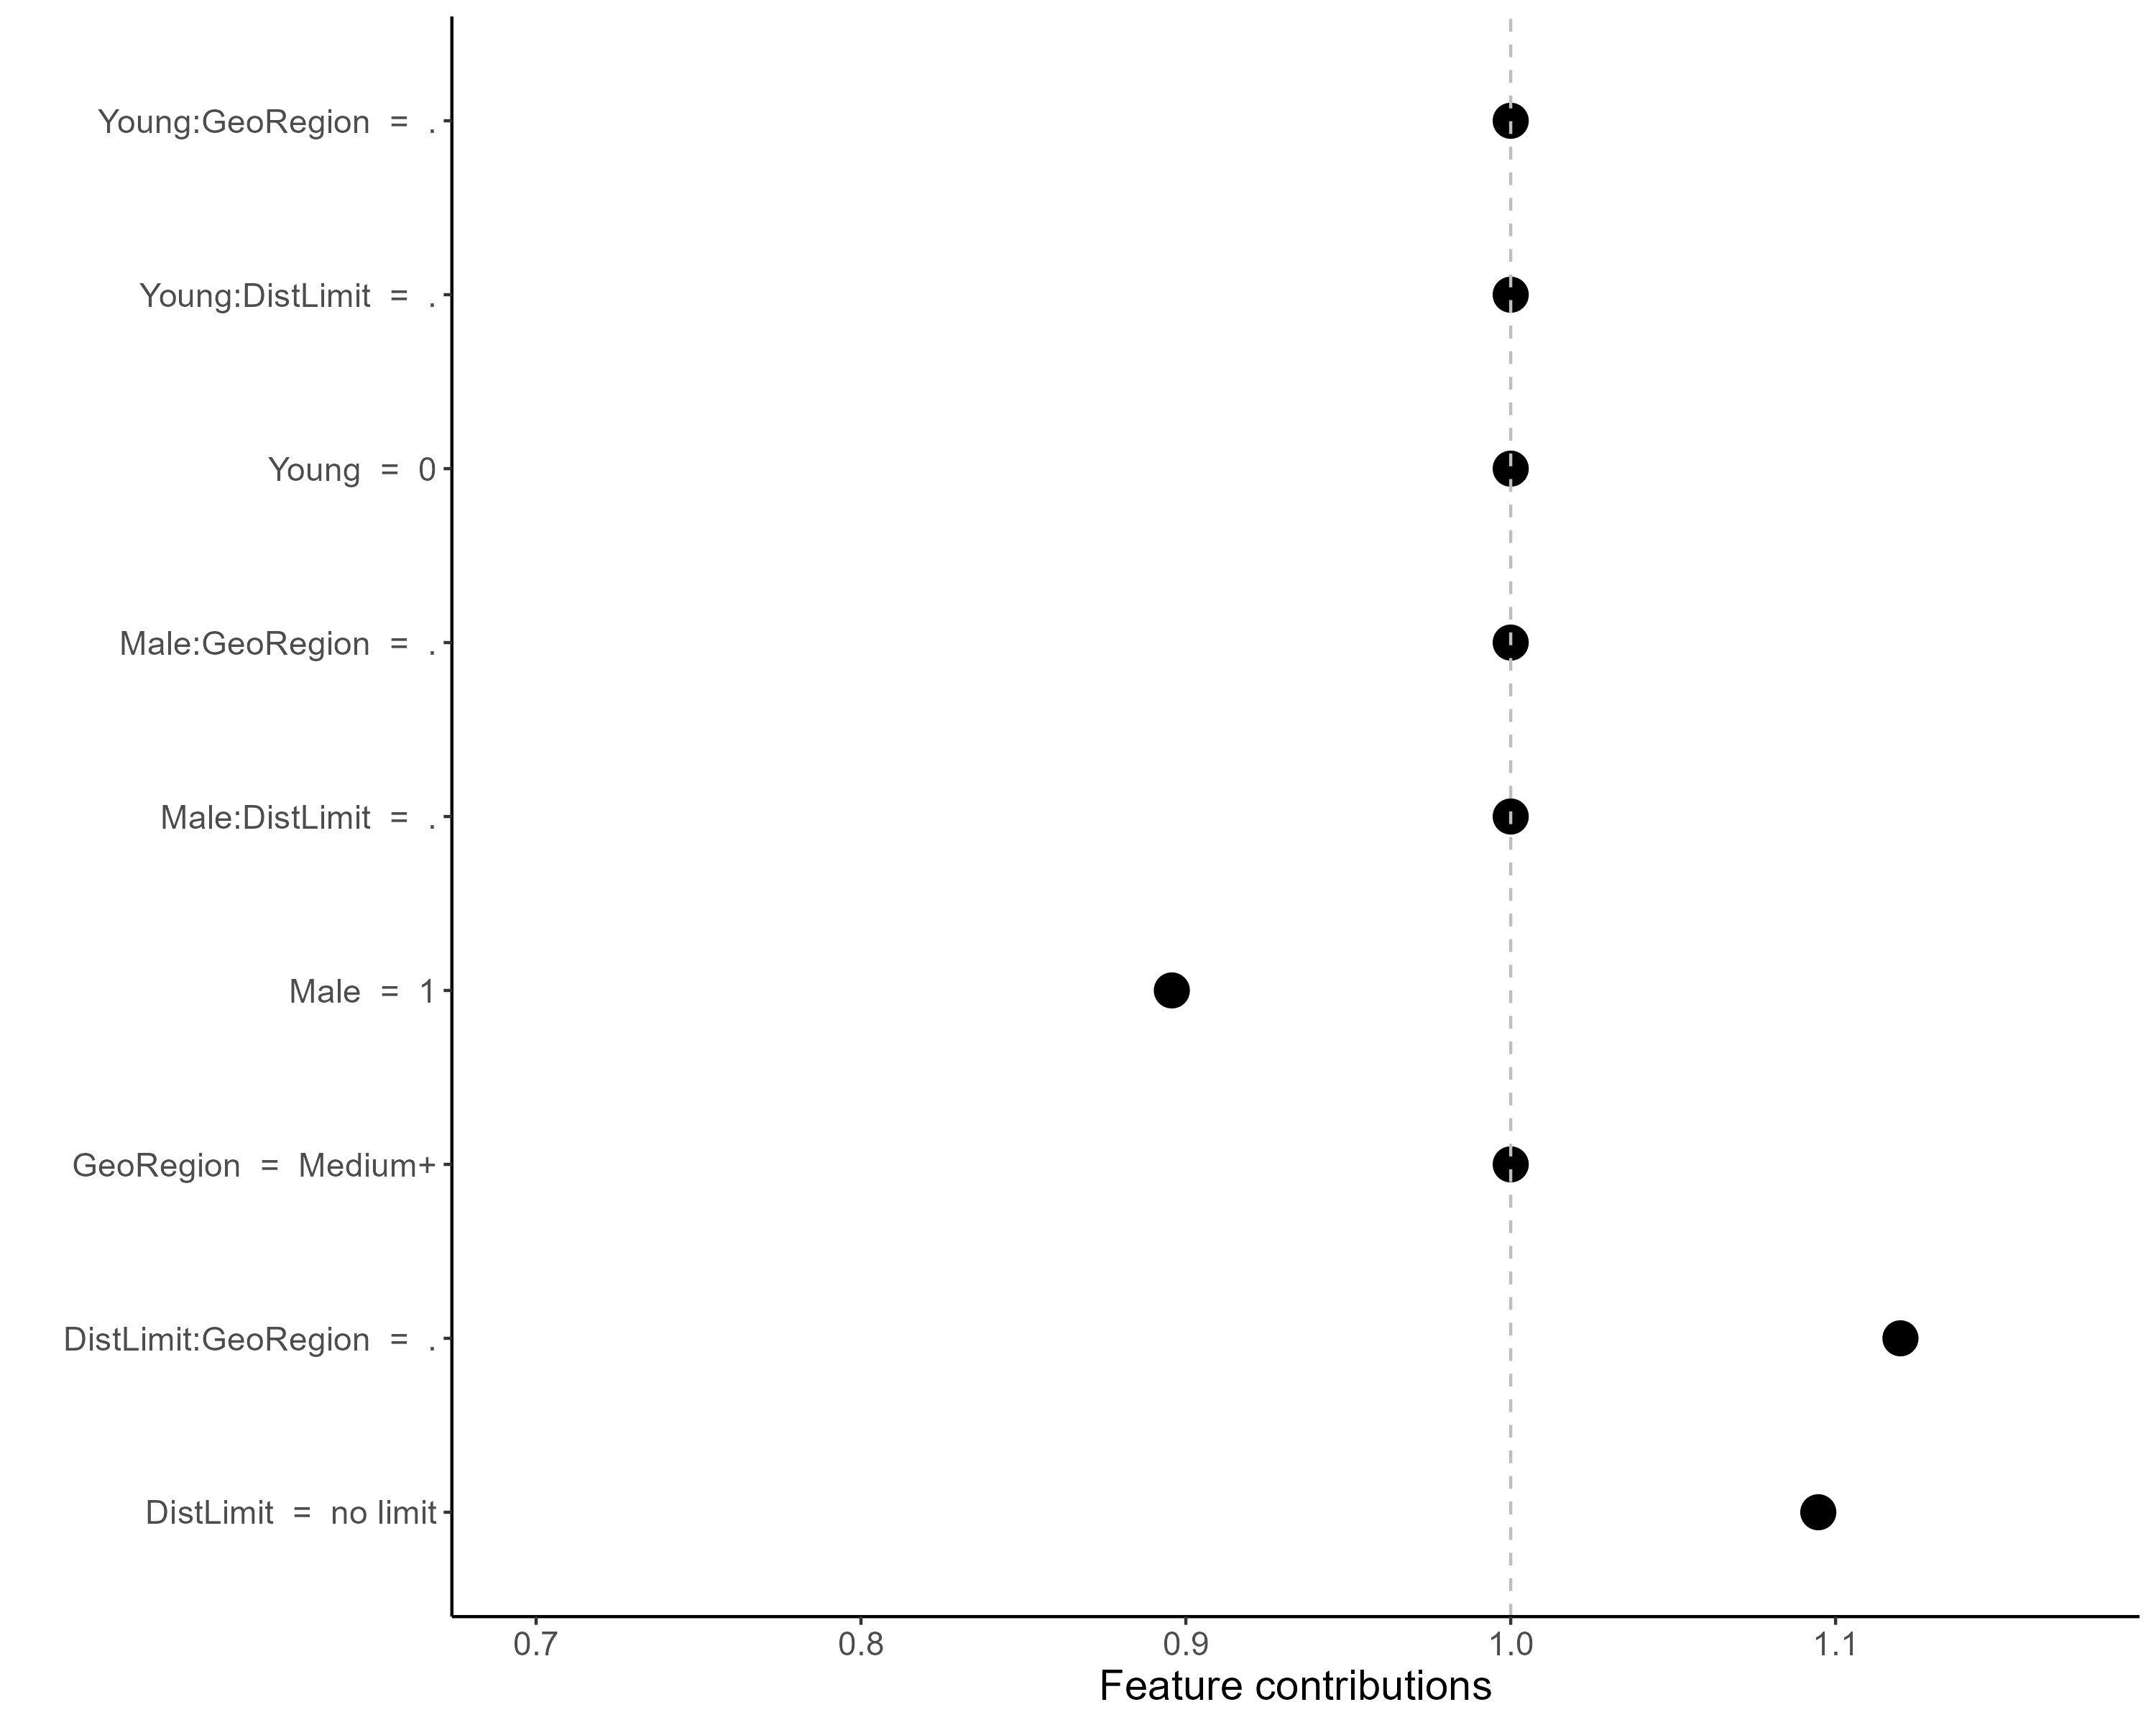 Young:GeoRegion = .
Young:DistLimit = .
Young = 0
Male:GeoRegion = .
Male:DistLimit = .
Male = 1
GeoRegion = Medium+
DistLimit:GeoRegion = .
DistLimit = no limit
0.7 0.8 0.9 1.0 1.1
Feature contributions